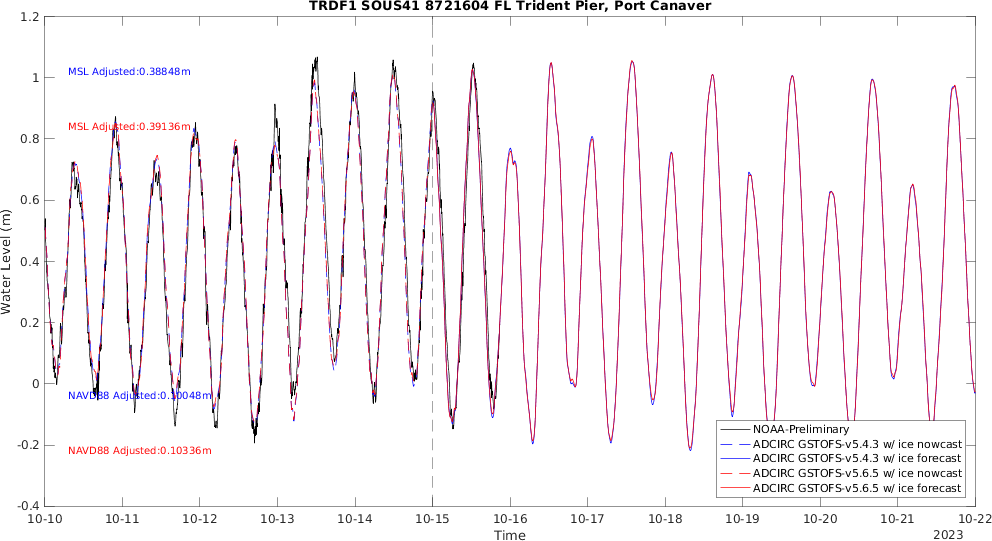 TRDF1 SOUS41 8721604 FL Trident Pier, Port Canaver
1.2
1
0.8
0.6
0.4
0.2
0
-0.2
-0.4
Water Level (m)
MSL Adjusted:0.38848m
MSL Adjusted:0.39136m
NAVD88 Adjusted:0.10048m
NAVD88 Adjusted:0.10336m
NOAA-Preliminary
ADCIRC GSTOFS-v5.4.3 w/ ice nowcast
ADCIRC GSTOFS-v5.4.3 w/ ice forecast
ADCIRC GSTOFS-v5.6.5 w/ ice nowcast
ADCIRC GSTOFS-v5.6.5 w/ ice forecast
10-10 10-11 10-12 10-13 10-14 10-15 10-16 10-17 10-18 10-19 10-20 10-21 10-22
Time
2023